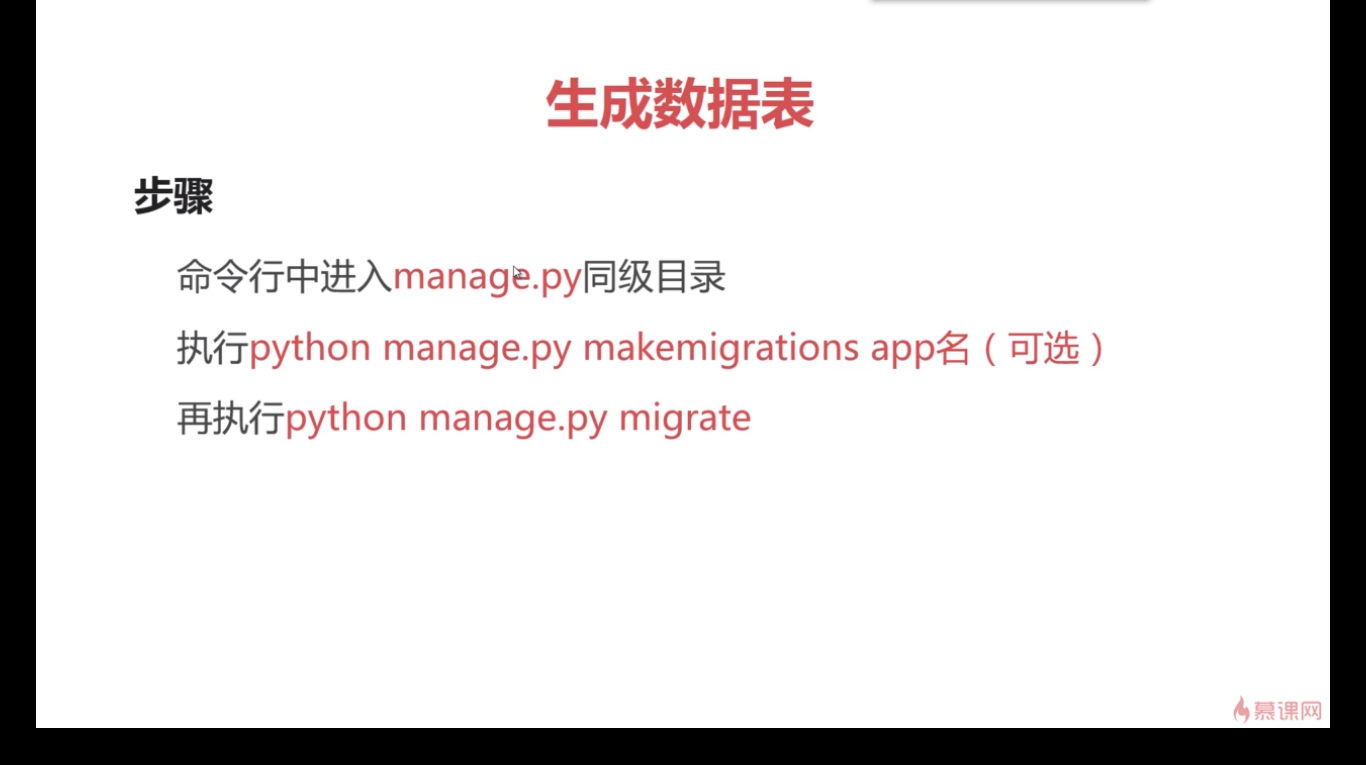 生成数据表
步骤
命令行中进入manage.py同级目录
执行python manage.py makemigrations app名（可选）
再执行python manage.py migrate
慕课网